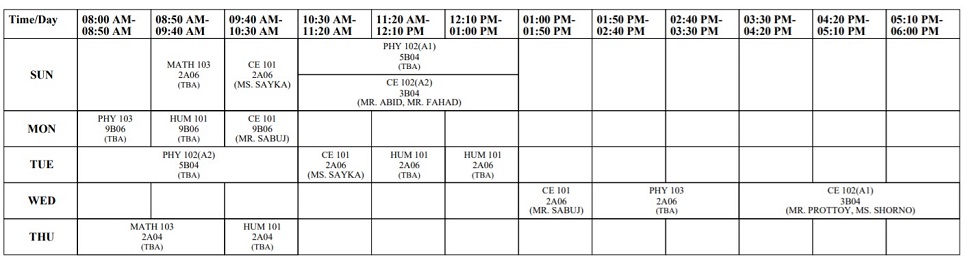 Time/Day
08:00 AM-
08:50 AM
08:50 AM-
09:40 AM
09:40 AM-
10:30 AM
10:30 AM-
11:20 AM
11:20 AM-
12:10 PM
12:10 PM-
01:00 PM
01:00 PM-
01:50 PM
01:50 PM-
02:40 PM
02:40 PM-
03:30 PM
03:30 PM-
04:20 PM
04:20 PM-
05:10 PM
05:10 PM-
06:00 PM
SUN
MATH 103
2A06
(TBA)
CE 101
2A06
(MS. SAYKA)
PHY 102(A1)
5B04
(TBA)
CE 102(A2)
3B04
(MR. ABID, MR. FAHAD)
MON
PHY 103
9B06
(TBA)
HUM 101
9B06
(TBA)
CE 101
9B06
(MR. SABUJ)
TUE
PHY 102(A2)
5B04
(TBA)
CE 101
2A06
(MS. SAYKA)
HUM 101
2A06
(TBA)
HUM 101
2A06
(TBA)
WED
CE 101
2A06
(MR. SABUJ)
PHY 103
2A06
(TBA)
CE 102(A1)
3B04
(MR. PROTTOY, MS. SHORNO)
THU
MATH 103
2A04
(TBA)
HUM 101
2A04
(TBA)